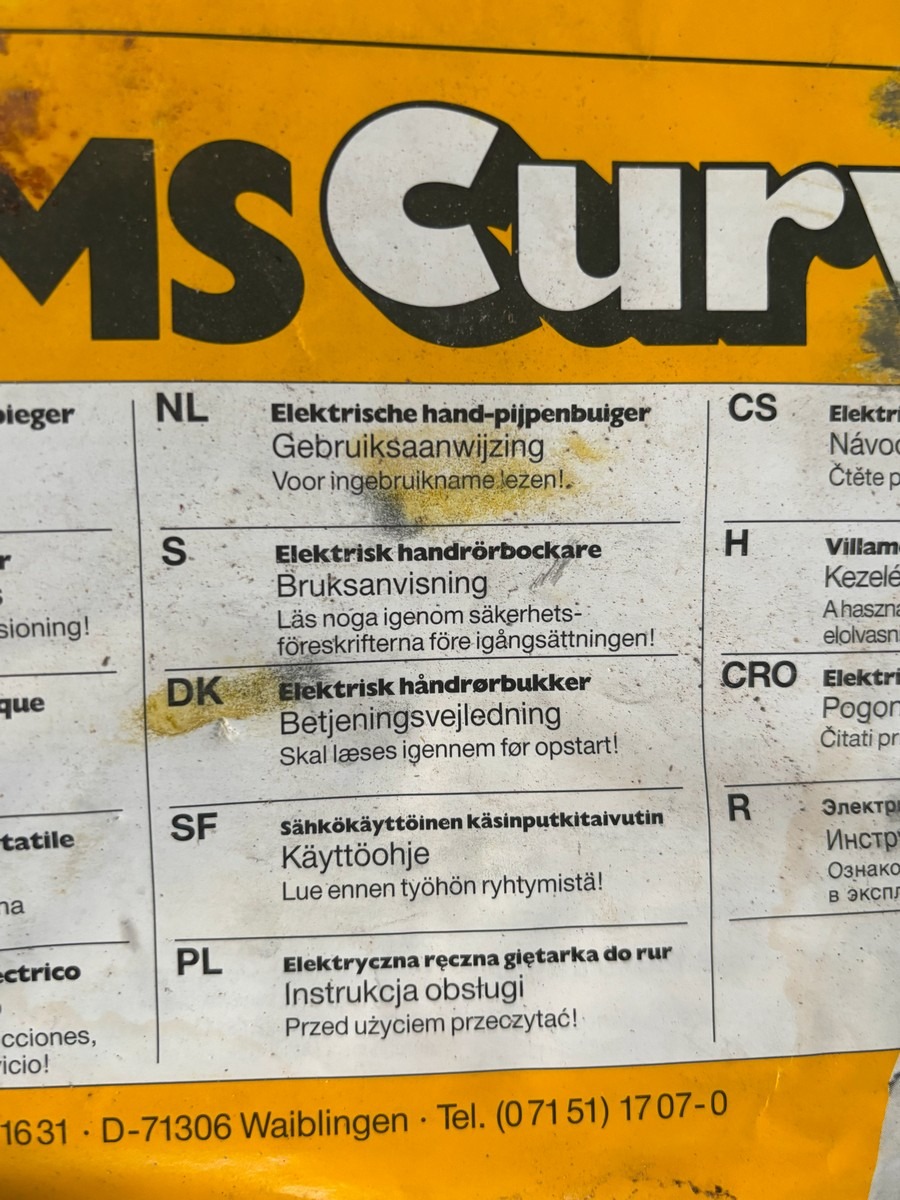 MS Curv
bieger
r
s
sioning!
que
tatile
na
ectrico
cciones,
icio!
NL Elektrische hand-pijpenbuiger
Gebruiksaanwijzing
Voor ingebruikname lezen!
S Elektrisk handrörbockare
Bruksanvisning
Läs noga igenom säkerhets-
föreskrifterna före igångsättningen!
DK Elektrisk håndrørbukker
Betjeningsvejledning
Skal læses igennem før opstart!
SF Sähkökäyttöinen käsinputkitaivutin
Käyttöohje
Lue ennen työhön ryhtymistä!
PL Elektryczna ręczna giętarka do rur
Instrukcja obsługi
Przed użyciem przeczytać!
CS Elektri
Návod
Čtěte p
H Villam
Kezelé
A haszna
elolvasn
CRO Elektri
Pogon
Čitati pr
R Электри
Инстру
Ознако
в экспл
1631 · D-71306 Waiblingen · Tel. (07151) 1707-0